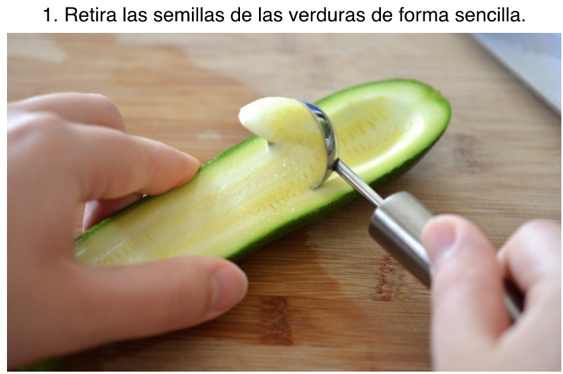 1. Retira las semillas de las verduras de forma sencilla.